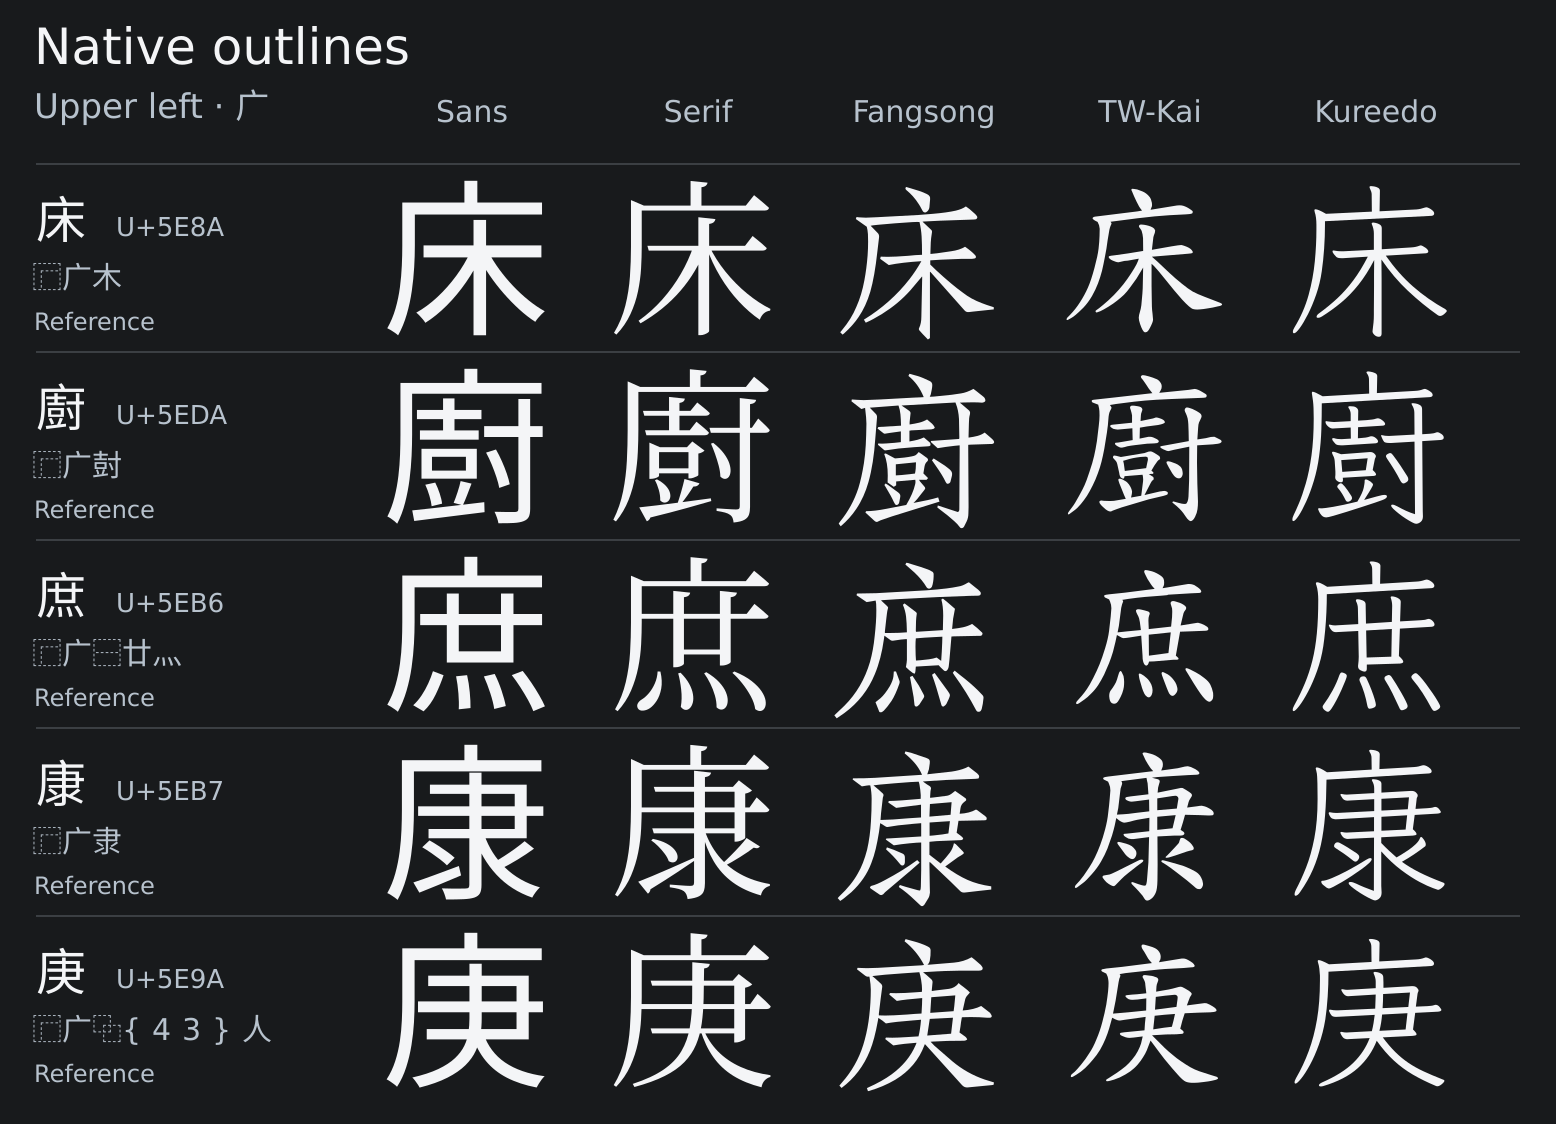 Native outlines
Upper left · 广 Sans Serif Fangsong TW-Kai Kureedo
床 U+5E8A 床 床 床 床 床
⿸广木
Reference
廚 U+5EDA 廚 廚 廚 廚 廚
⿸广尌
Reference
庶 U+5EB6 庶 庶 庶 庶 庶
⿸广⿱廿灬
Reference
康 U+5EB7 康 康 康 康 康
⿸广隶
Reference
庚 U+5E9A 庚 庚 庚 庚 庚
⿸广⿻{ 4 3 } 人
Reference